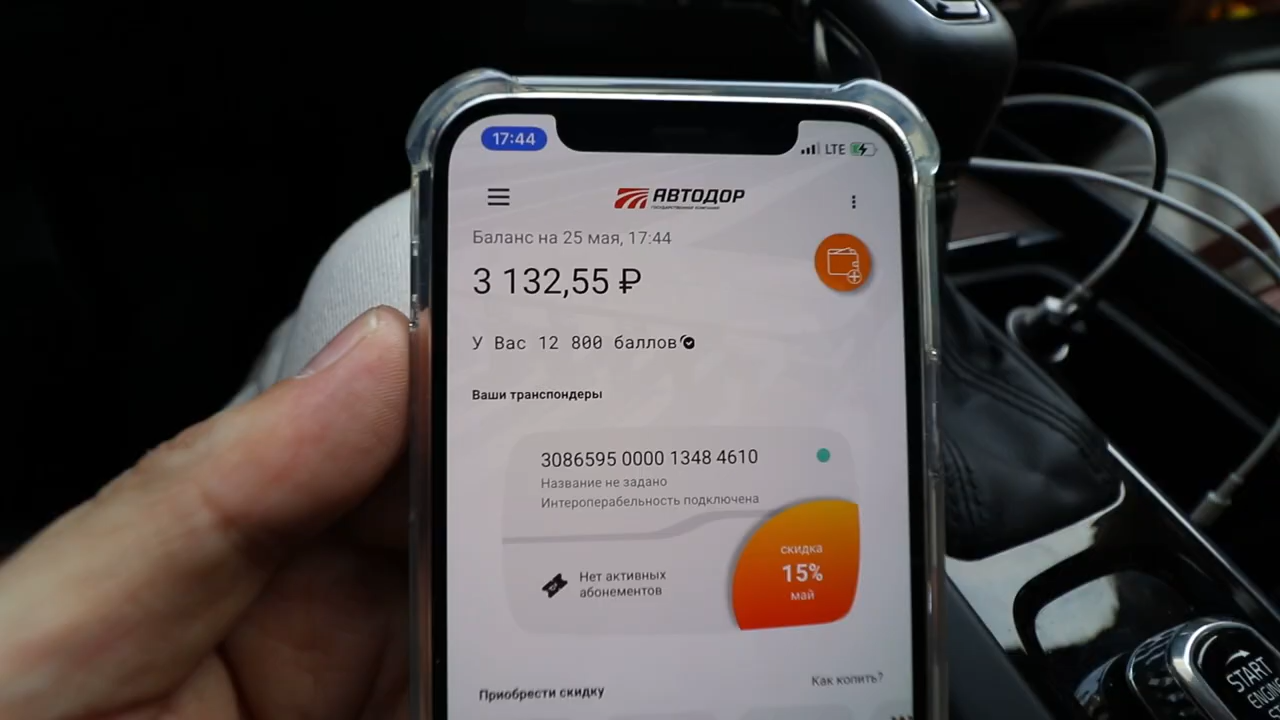 17:44
LTE
АВТОДОР
ГОСУДАРСТВЕННАЯ КОМПАНИЯ
Баланс на 25 мая, 17:44
3 132,55 ₽
У Вас 12 800 баллов
Ваши транспондеры
3086595 0000 1348 4610
Название не задано
Интероперабельность подключена
Нет активных
абонементов
скидка
15%
май
Как копить?
Приобрести скидку
START
ENGINE